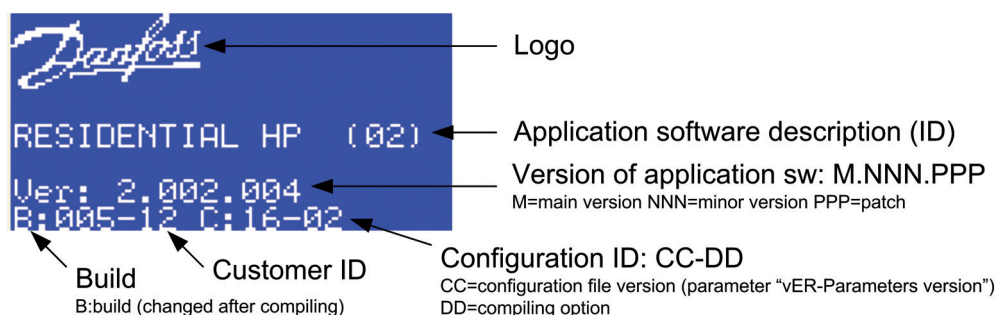 Danfoss
Logo
RESIDENTIAL HP (02)
Application software description (ID)
Ver: 2.002.004
Version of application sw: M.NNN.PPP
M=main version NNN=minor version PPP=patch
B:005-12 C:16-02
Build
B:build (changed after compiling)
Customer ID
Configuration ID: CC-DD
CC=configuration file version (parameter “vER-Parameters version”)
DD=compiling option